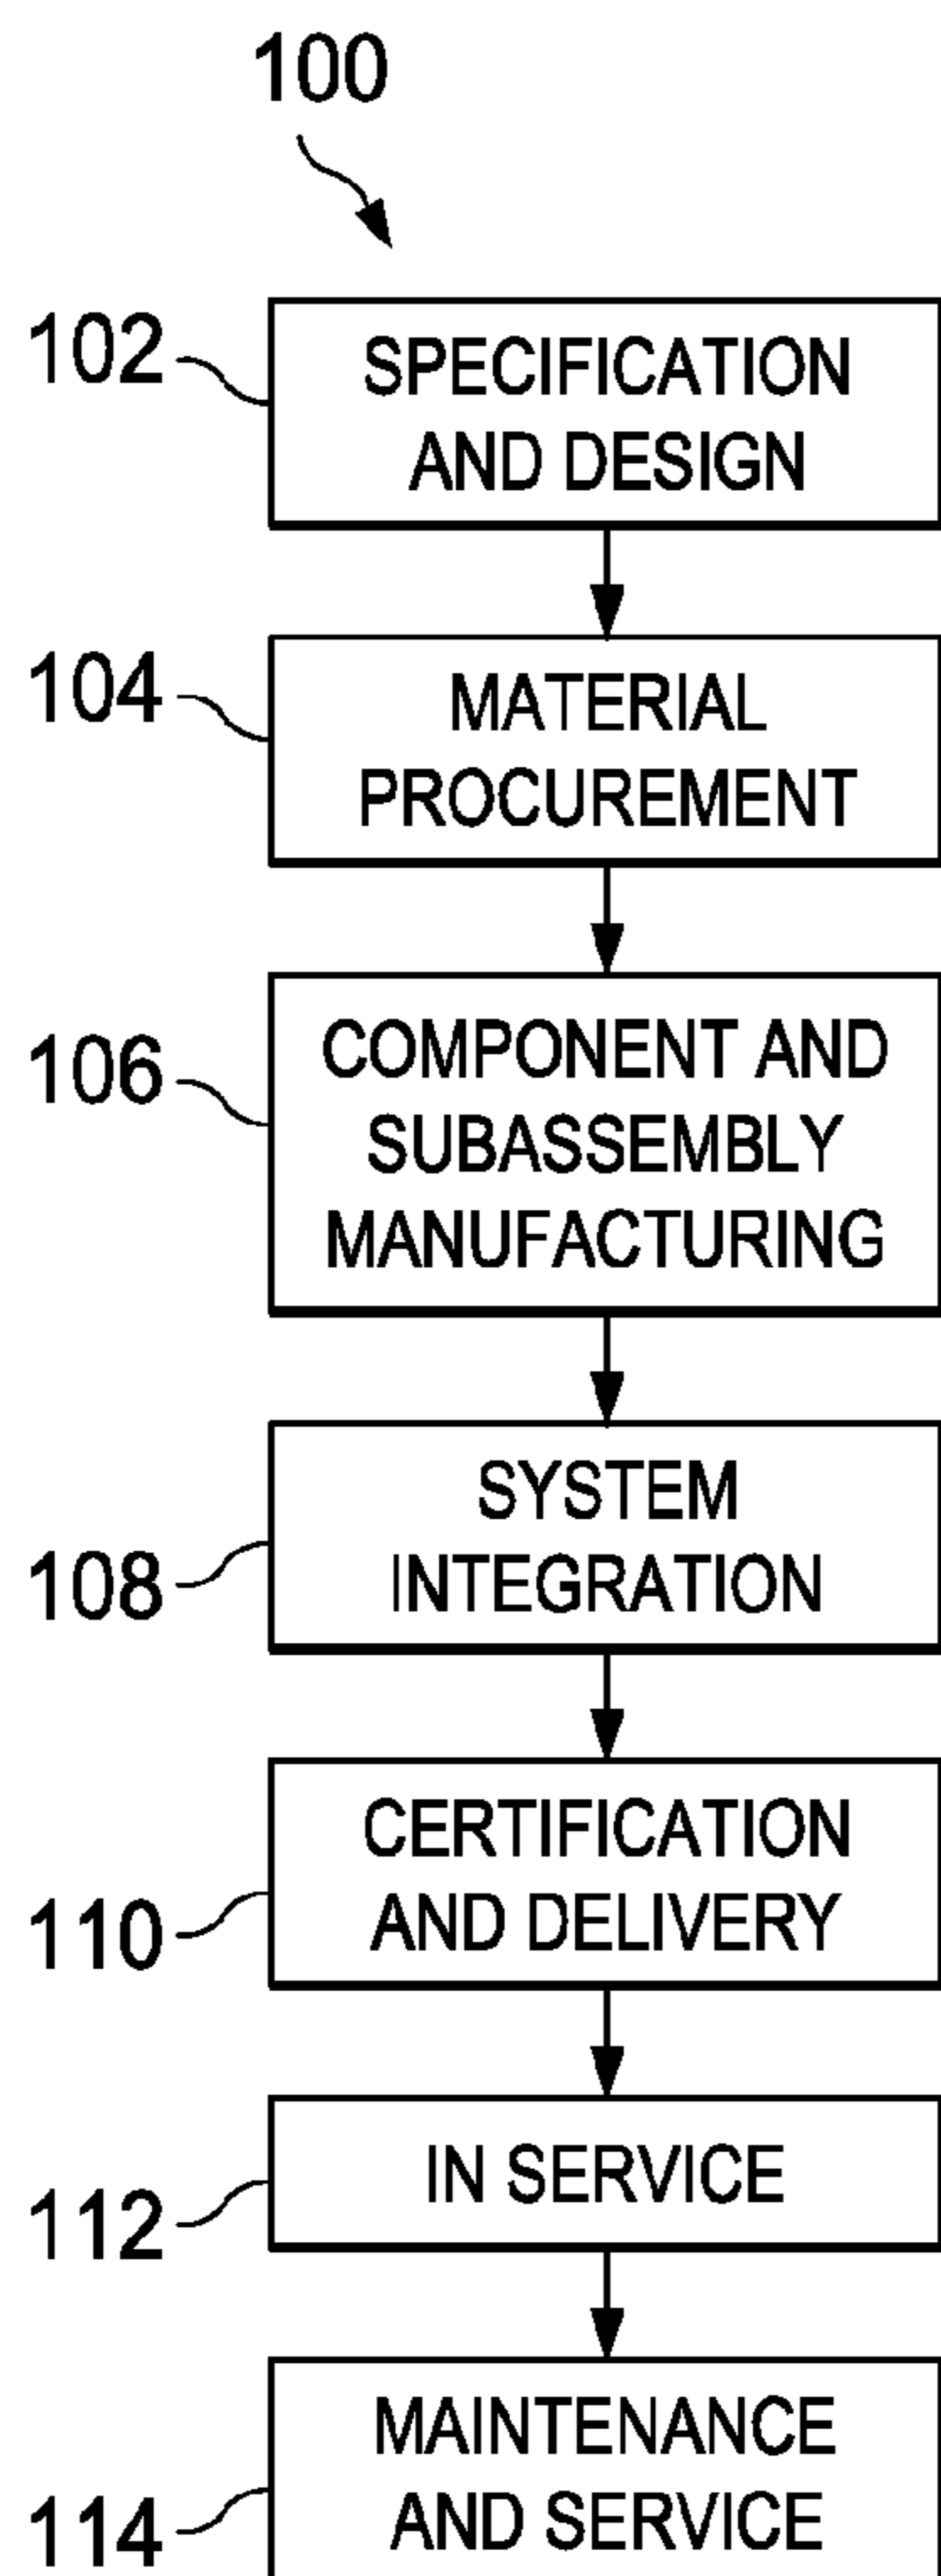 100
102
SPECIFICATION
AND DESIGN
104
MATERIAL
PROCUREMENT
106
COMPONENT AND
SUBASSEMBLY
MANUFACTURING
108
SYSTEM
INTEGRATION
110
CERTIFICATION
AND DELIVERY
112
IN SERVICE
114
MAINTENANCE
AND SERVICE